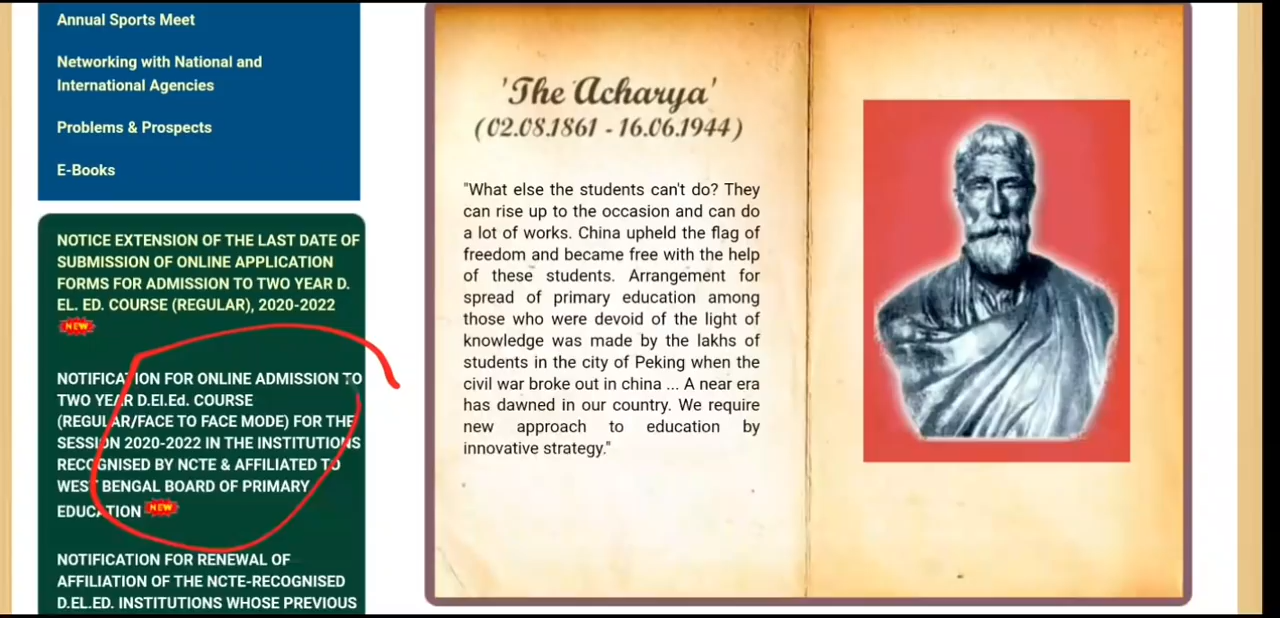 Annual Sports Meet
Networking with National and
International Agencies
Problems & Prospects
E-Books
NOTICE EXTENSION OF THE LAST DATE OF
SUBMISSION OF ONLINE APPLICATION
FORMS FOR ADMISSION TO TWO YEAR D.
EL. ED. COURSE (REGULAR), 2020-2022
NEW
NOTIFICATION FOR ONLINE ADMISSION TO
TWO YEAR D.El.Ed. COURSE
(REGULAR/FACE TO FACE MODE) FOR THE
SESSION 2020-2022 IN THE INSTITUTIONS
RECOGNISED BY NCTE & AFFILIATED TO
WEST BENGAL BOARD OF PRIMARY
EDUCATION NEW
NOTIFICATION FOR RENEWAL OF
AFFILIATION OF THE NCTE-RECOGNISED
D.EL.ED. INSTITUTIONS WHOSE PREVIOUS
'The Acharya'
(02.08.1861 - 16.06.1944)
"What else the students can't do? They
can rise up to the occasion and can do
a lot of works. China upheld the flag of
freedom and became free with the help
of these students. Arrangement for
spread of primary education among
those who were devoid of the light of
knowledge was made by the lakhs of
students in the city of Peking when the
civil war broke out in china ... A near era
has dawned in our country. We require
new approach to education by
innovative strategy."